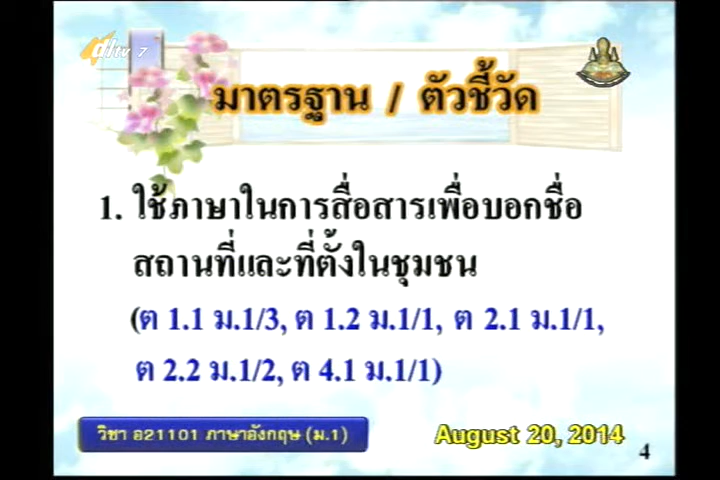 dltv 7
มาตรฐาน / ตัวชี้วัด
1. ใช้ภาษาในการสื่อสารเพื่อบอกชื่อ
สถานที่และที่ตั้งในชุมชน
(ต 1.1 ม.1/3, ต 1.2 ม.1/1, ต 2.1 ม.1/1,
ต 2.2 ม.1/2, ต 4.1 ม.1/1)
วิชา อ21101 ภาษาอังกฤษ (ม.1)
August 20, 2014
4